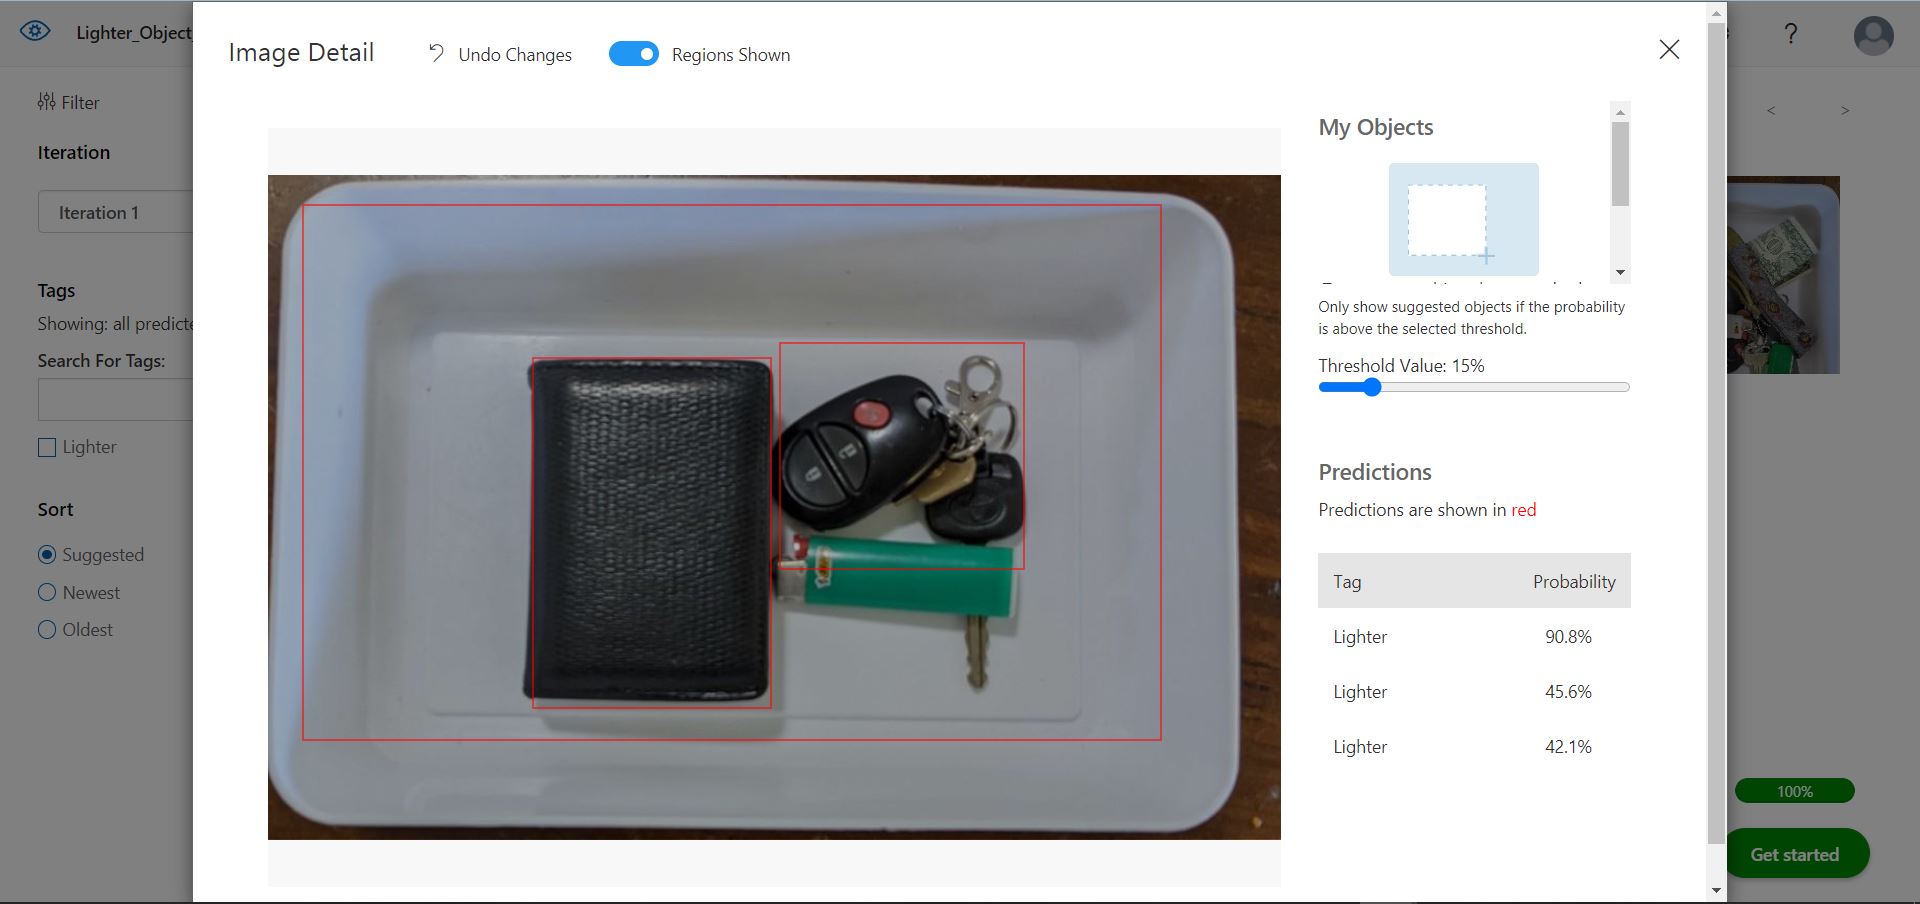 Lighter_Object_
Image Detail
Undo Changes
Regions Shown
?
Filter
Iteration
Iteration 1
Tags
Showing: all predicte
Search For Tags:
Lighter
Sort
Suggested
Newest
Oldest
My Objects
Only show suggested objects if the probability
is above the selected threshold.
Threshold Value: 15%
Predictions
Predictions are shown in red
Tag Probability
Lighter 90.8%
Lighter 45.6%
Lighter 42.1%
< >
100%
Get started